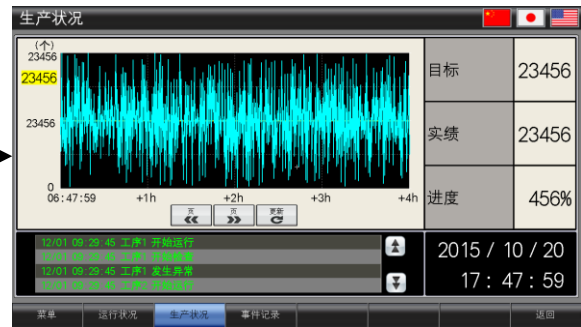 生产状况
(个)
23456
23456
23456
0
06:47:59 +1h +2h +3h +4h
页 页 更新
目标 23456
实绩 23456
进度 456%
12/01 09:29:45 工序1 开始运行
12/01 09:29:45 工序1
12/01 09:29:45 工序1 发生异常
12/01 09:29:45 工序2 开始运行
2015 / 10 / 20
17 : 47 : 59
菜单 运行状况 生产状况 事件记录 返回